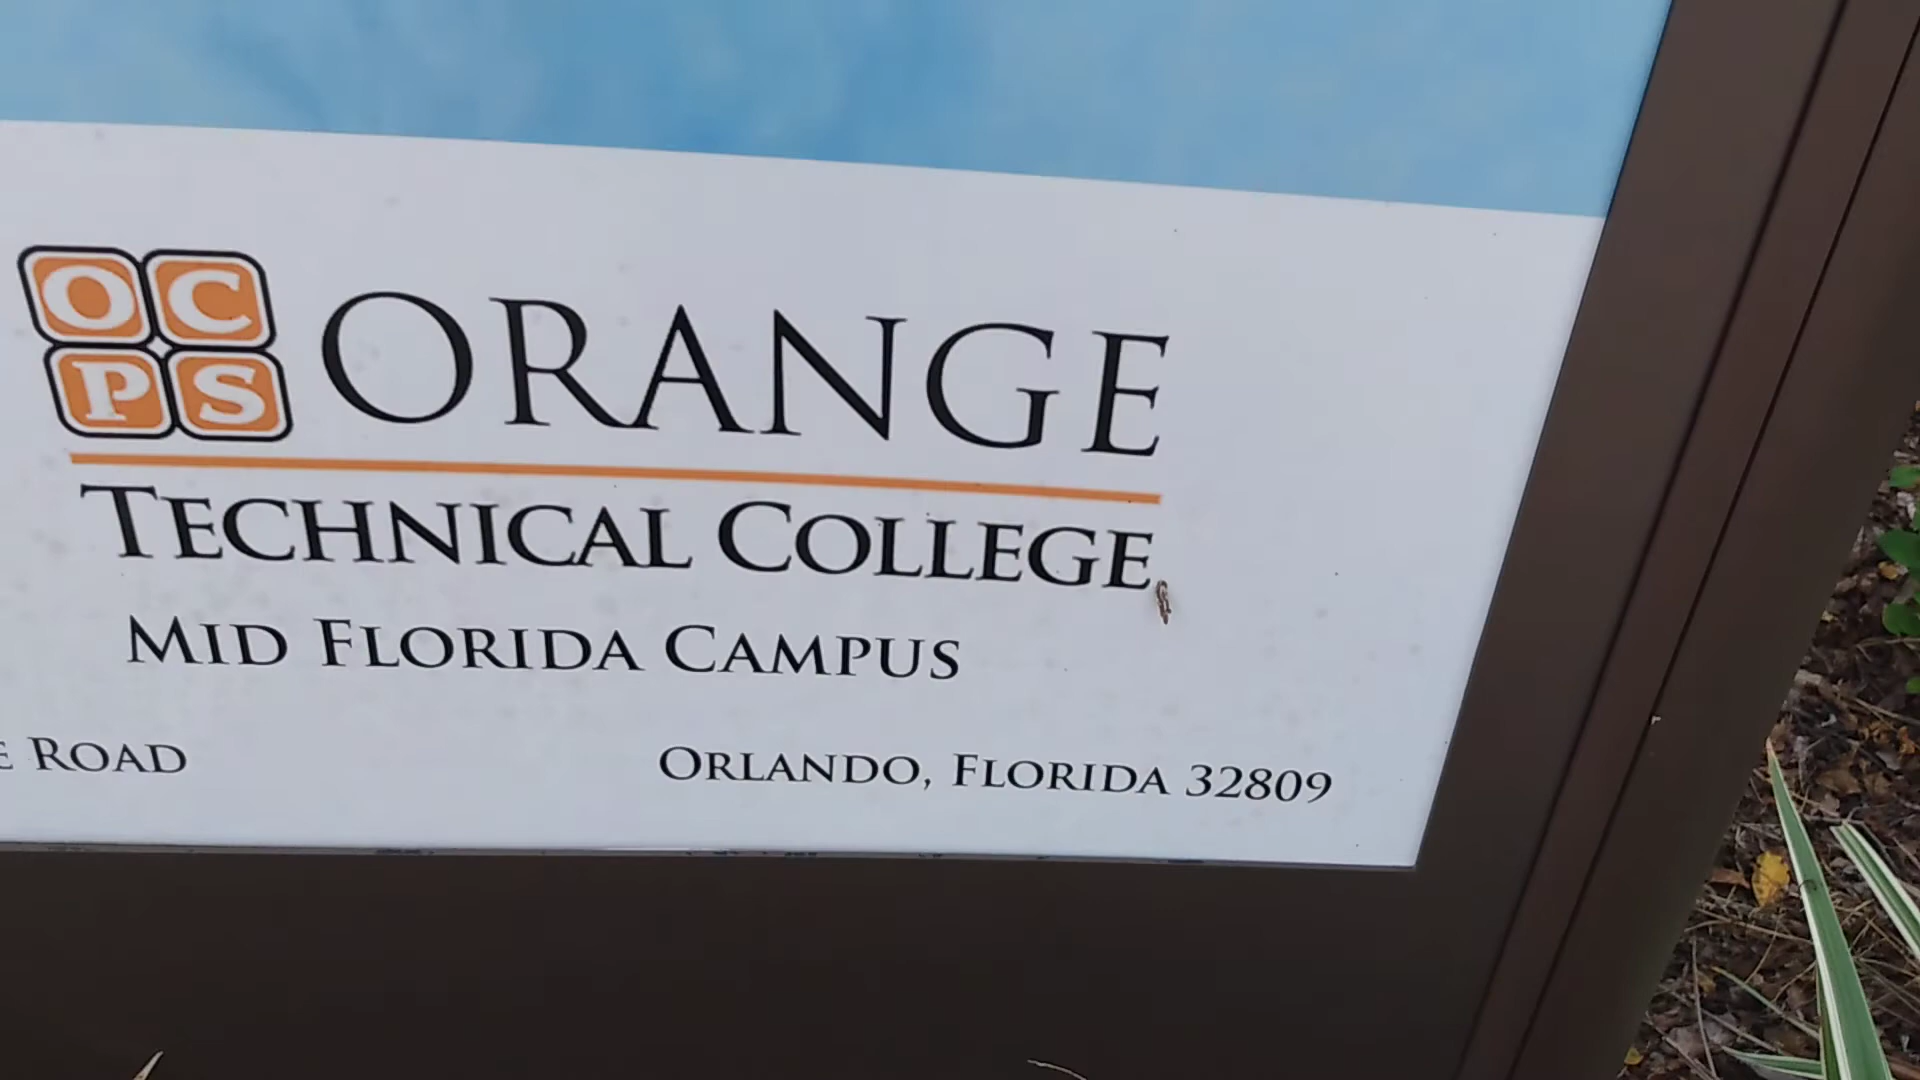 OC
PS
ORANGE
TECHNICAL COLLEGE
MID FLORIDA CAMPUS
E ROAD
ORLANDO, FLORIDA 32809